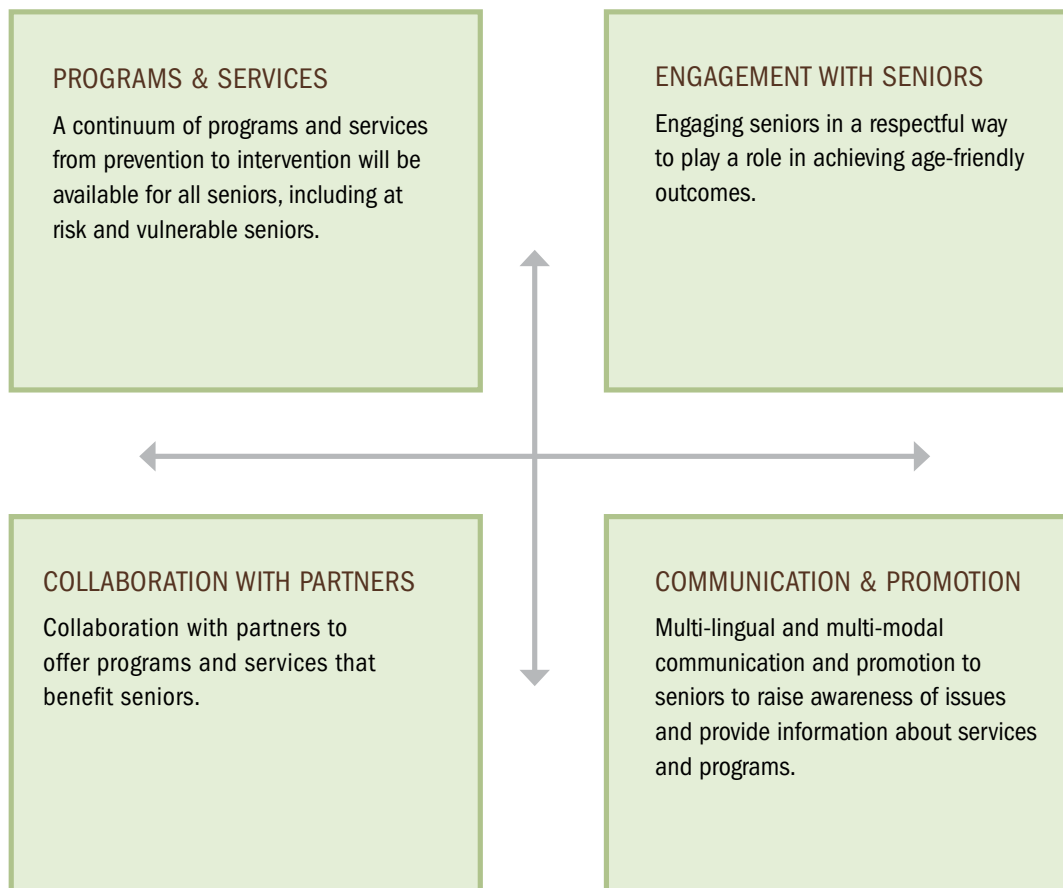 PROGRAMS & SERVICES
A continuum of programs and services
from prevention to intervention will be
available for all seniors, including at
risk and vulnerable seniors.
ENGAGEMENT WITH SENIORS
Engaging seniors in a respectful way
to play a role in achieving age-friendly
outcomes.
COLLABORATION WITH PARTNERS
Collaboration with partners to
offer programs and services that
benefit seniors.
COMMUNICATION & PROMOTION
Multi-lingual and multi-modal
communication and promotion to
seniors to raise awareness of issues
and provide information about services
and programs.